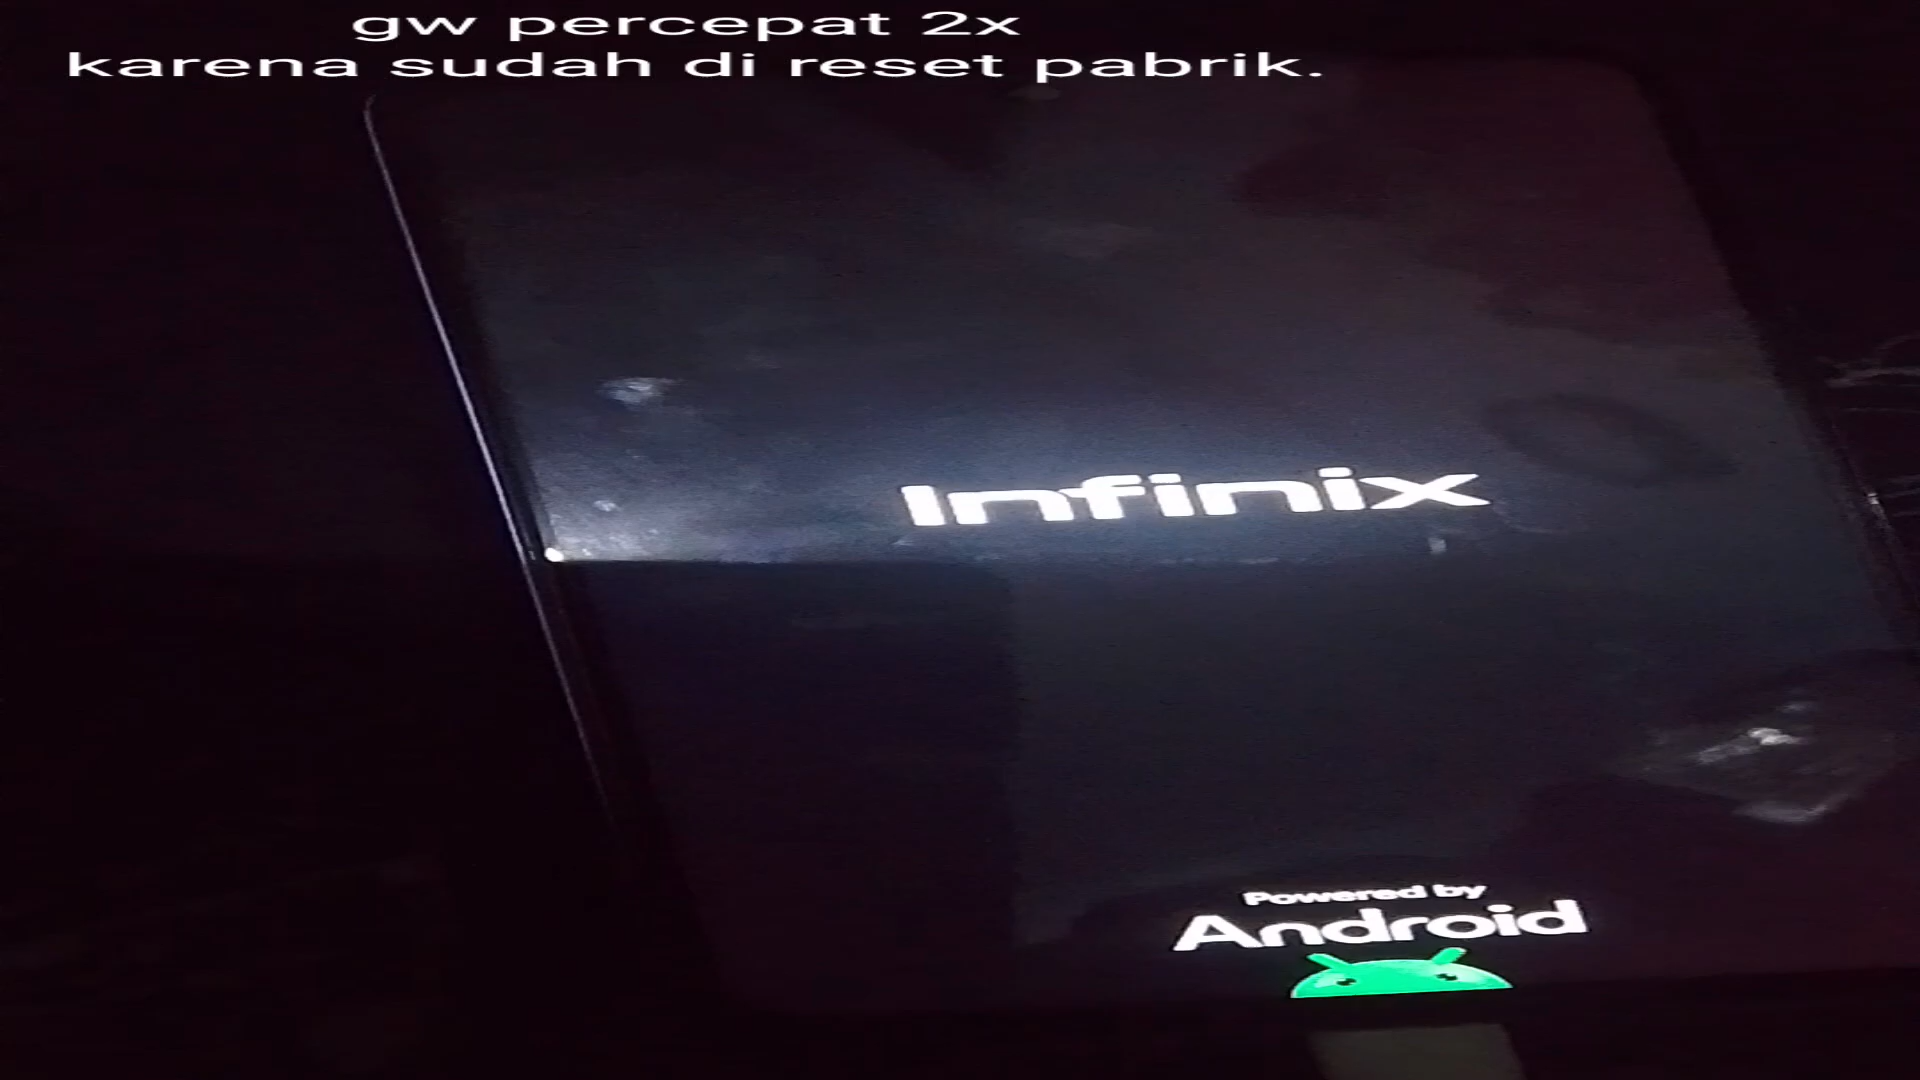 gw percepat 2x
karena sudah di reset pabrik.
Infinix
Powered by
Android